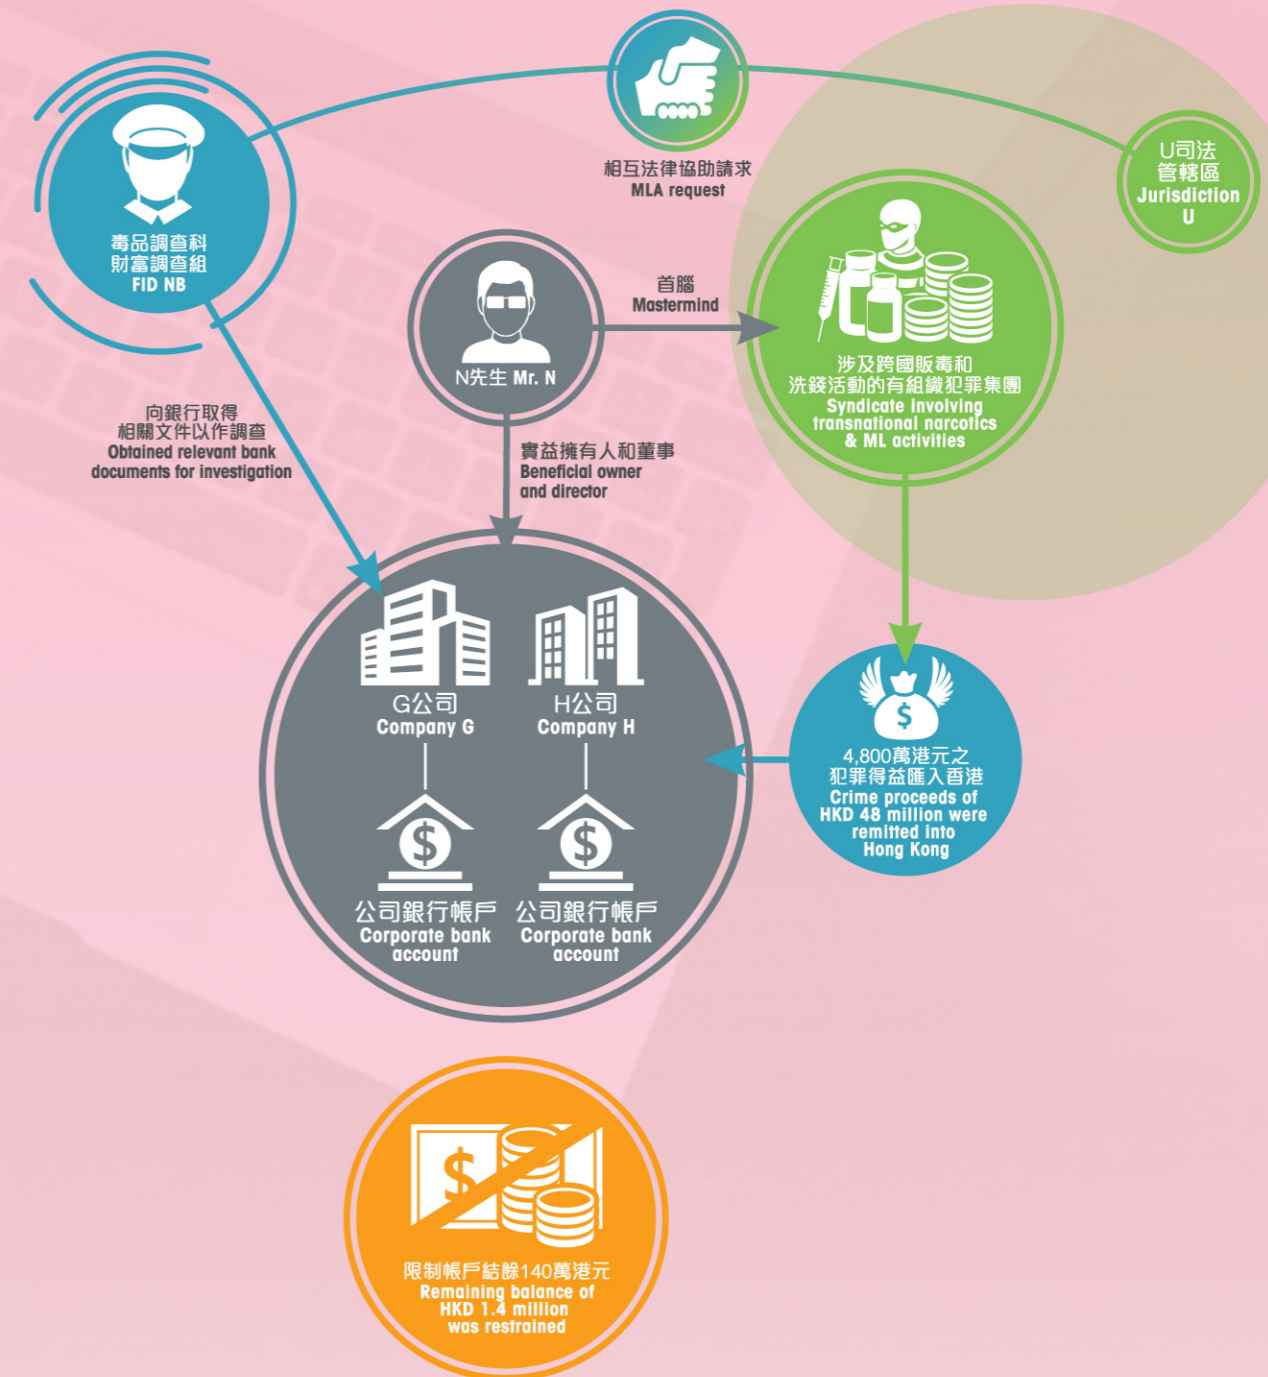 相互法律協助請求
MLA request
U司法
管轄區
Jurisdiction
U
毒品調查科
財富調查組
FID NB
N先生 Mr. N
首腦
Mastermind
涉及跨國販毒和
洗錢活動的有組織犯罪集團
Syndicate involving
transnational narcotics
& ML activities
向銀行取得
相關文件以作調查
Obtained relevant bank
documents for investigation
實益擁有人和董事
Beneficial owner
and director
G公司
Company G
H公司
Company H
$
4,800萬港元之
犯罪得益匯入香港
Crime proceeds of
HKD 48 million were
remitted into
Hong Kong
$
公司銀行帳戶
Corporate bank
account
$
公司銀行帳戶
Corporate bank
account
$
限制帳戶結餘140萬港元
Remaining balance of
HKD 1.4 million
was restrained